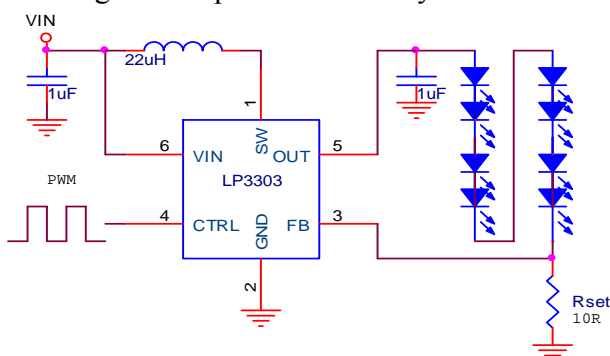 VIN
22uH
1uF
1uF
1
SW
6
VIN
OUT
5
LP3303
PWM
4
CTRL
GND
FB
3
2
Rset
10R